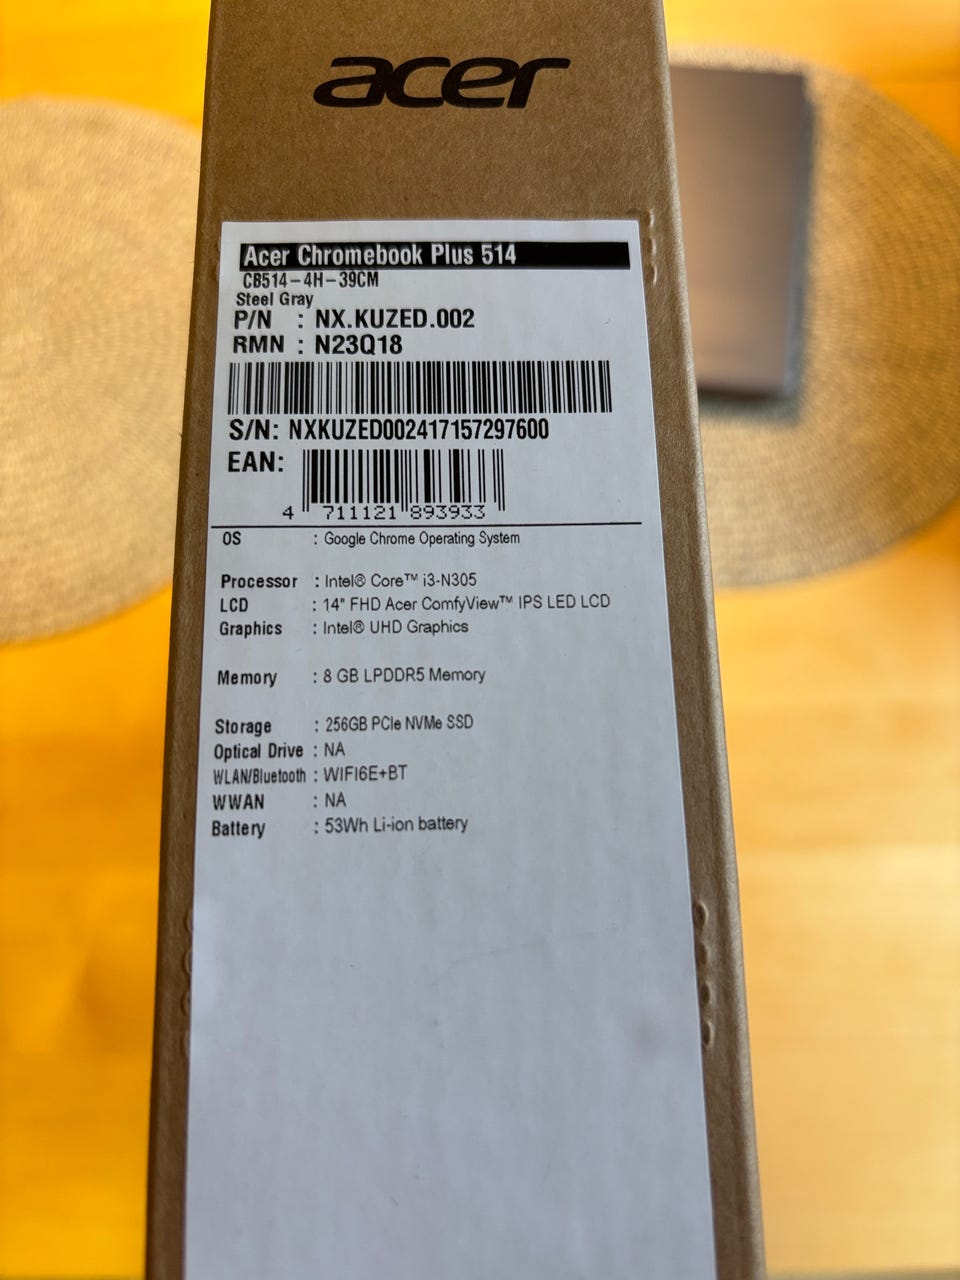 acer
Acer Chromebook Plus 514
CB514-4H-39CM
Steel Gray
P/N : NX.KUZED.002
RMN : N23Q18
S/N: NXKUZED002417157297600
EAN:
4 711121 893933
OS : Google Chrome Operating System
Processor : Intel® Core™ i3-N305
LCD : 14" FHD Acer ComfyView™ IPS LED LCD
Graphics : Intel® UHD Graphics
Memory : 8 GB LPDDR5 Memory
Storage : 256GB PCIe NVMe SSD
Optical Drive : NA
WLAN/Bluetooth : WIFI6E+BT
WWAN : NA
Battery : 53Wh Li-ion battery